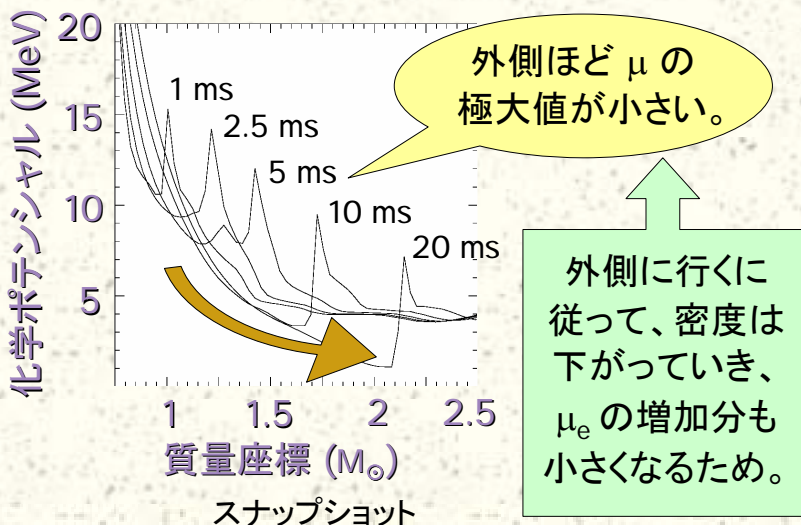 化学ポテンシャル (MeV)
20
15
10
5
1 ms
2.5 ms
5 ms
10 ms
20 ms
1
1.5
2
2.5
質量座標 (M☉)
スナップショット
外側ほど μ の
極大値が小さい。
外側に行くに
従って、密度は
下がっていき、
μe の増加分も
小さくなるため。